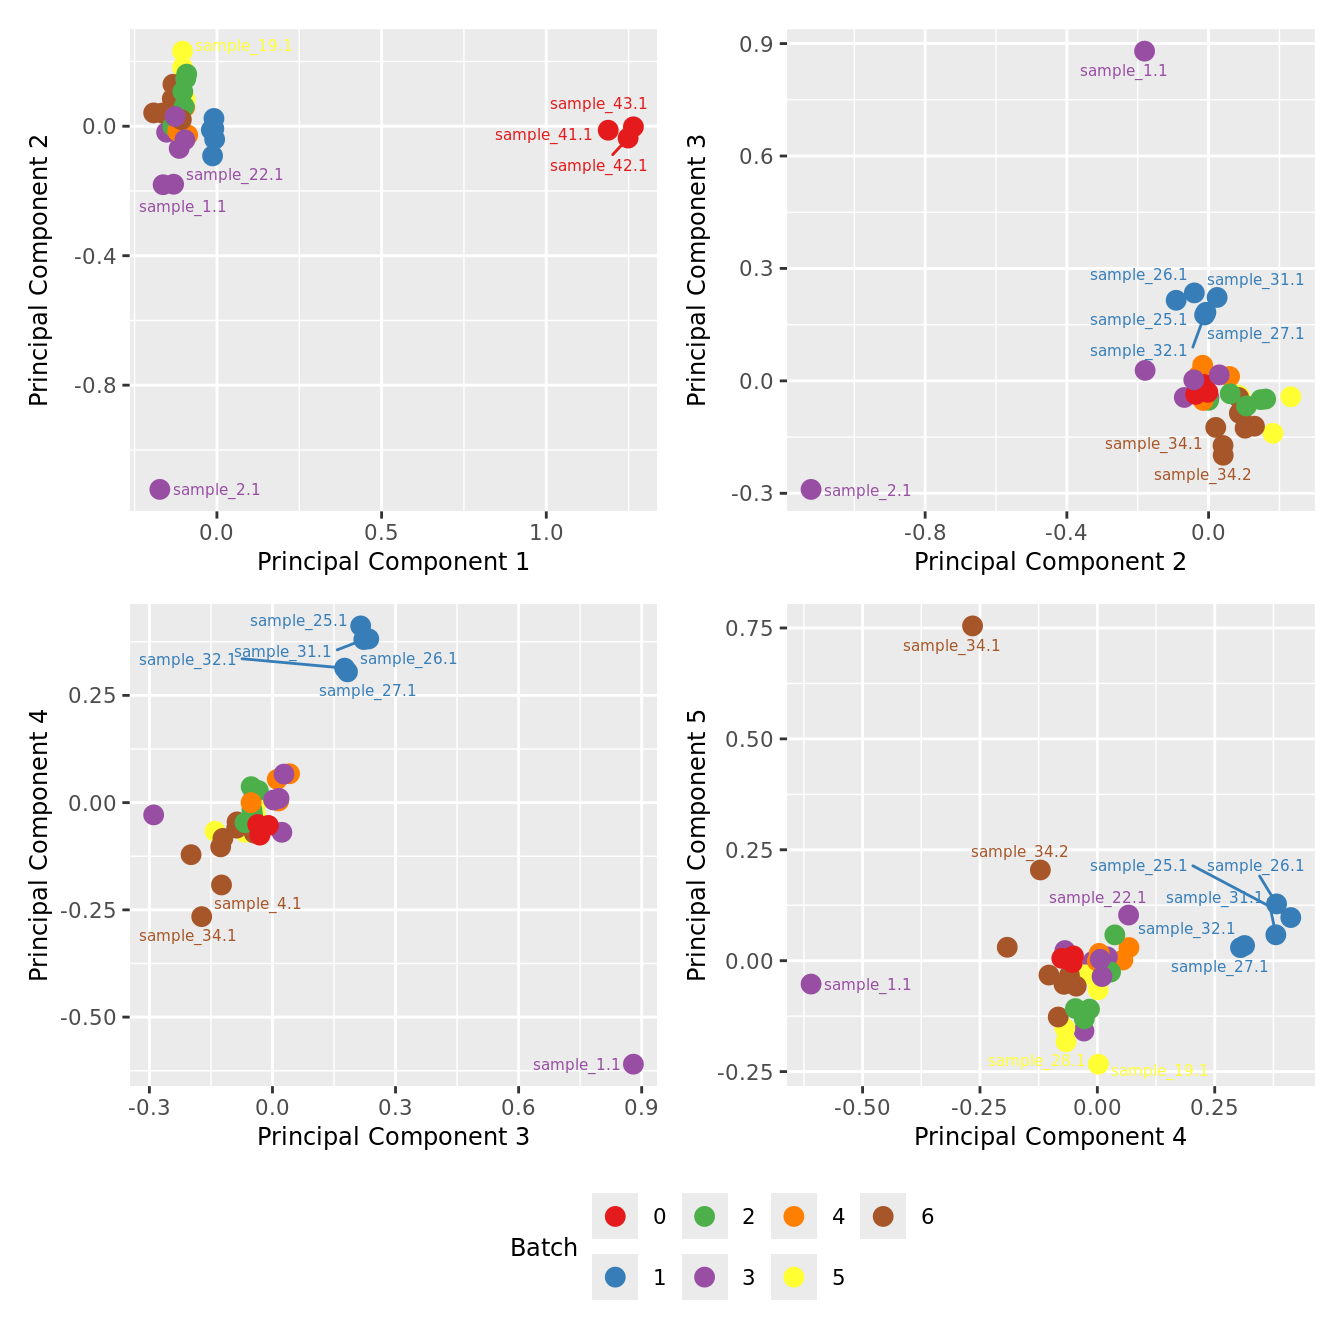 sample_19.1
sample_43.1
sample_41.1
sample_42.1
sample_22.1
sample_1.1
sample_2.1
0.0
-0.4
-0.8
0.0 0.5 1.0
Principal Component 1
Principal Component 2
sample_1.1
sample_26.1
sample_31.1
sample_25.1
sample_27.1
sample_32.1
sample_34.1
sample_34.2
sample_2.1
0.9
0.6
0.3
0.0
-0.3
-0.8 -0.4 0.0
Principal Component 2
Principal Component 3
sample_25.1
sample_31.1
sample_32.1
sample_26.1
sample_27.1
sample_4.1
sample_34.1
sample_1.1
0.25
0.00
-0.25
-0.50
-0.3 0.0 0.3 0.6 0.9
Principal Component 3
Principal Component 4
sample_34.1
sample_34.2
sample_25.1
sample_26.1
sample_22.1
sample_31.1
sample_32.1
sample_27.1
sample_1.1
sample_28.1
sample_19.1
0.75
0.50
0.25
0.00
-0.25
-0.50 -0.25 0.00 0.25
Principal Component 4
Principal Component 5
Batch
0 2 4 6
1 3 5